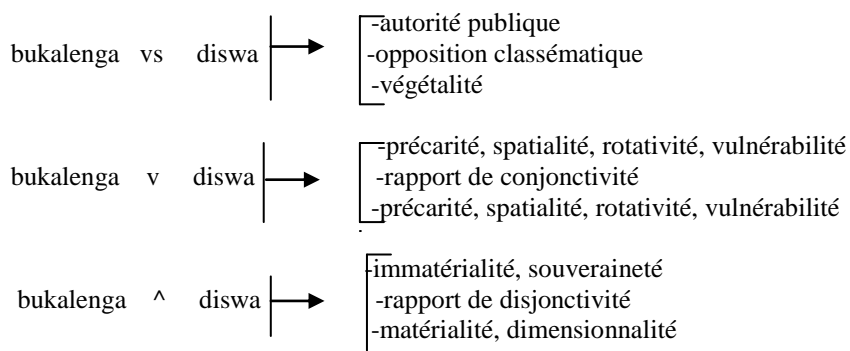 -autorité publique
bukalenga vs diswa -opposition classématique
-végétalité
-précarité, spatialité, rotativité, vulnérabilité
bukalenga v diswa -rapport de conjonctivité
-précarité, spatialité, rotativité, vulnérabilité
-immatérialité, souveraineté
bukalenga ^ diswa -rapport de disjonctivité
-matérialité, dimensionnalité